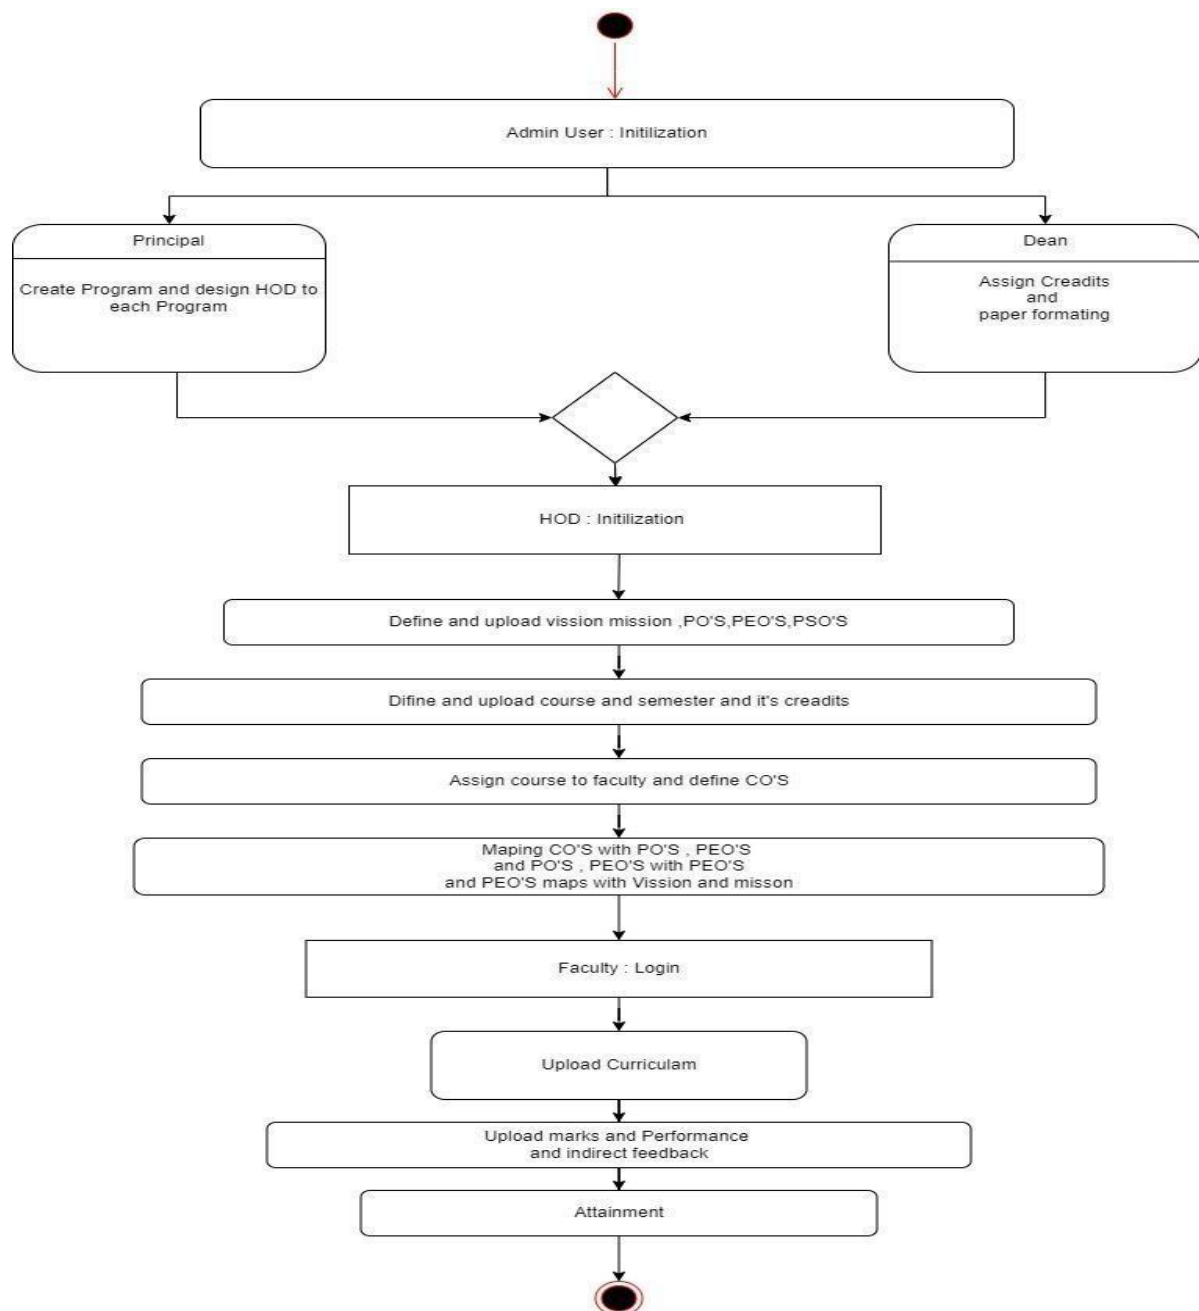 Admin User : Initilization
Principal
Create Program and design HOD to
each Program
Dean
Assign Creadits
and
paper formating
HOD : Initilization
Define and upload vission mission ,PO'S,PEO'S,PSO'S
Difine and upload course and semester and it's creadits
Assign course to faculty and define CO'S
Maping CO'S with PO'S , PEO'S
and PO'S , PEO'S with PEO'S
and PEO'S maps with Vission and misson
Faculty : Login
Upload Curriculam
Upload marks and Performance
and indirect feedback
Attainment